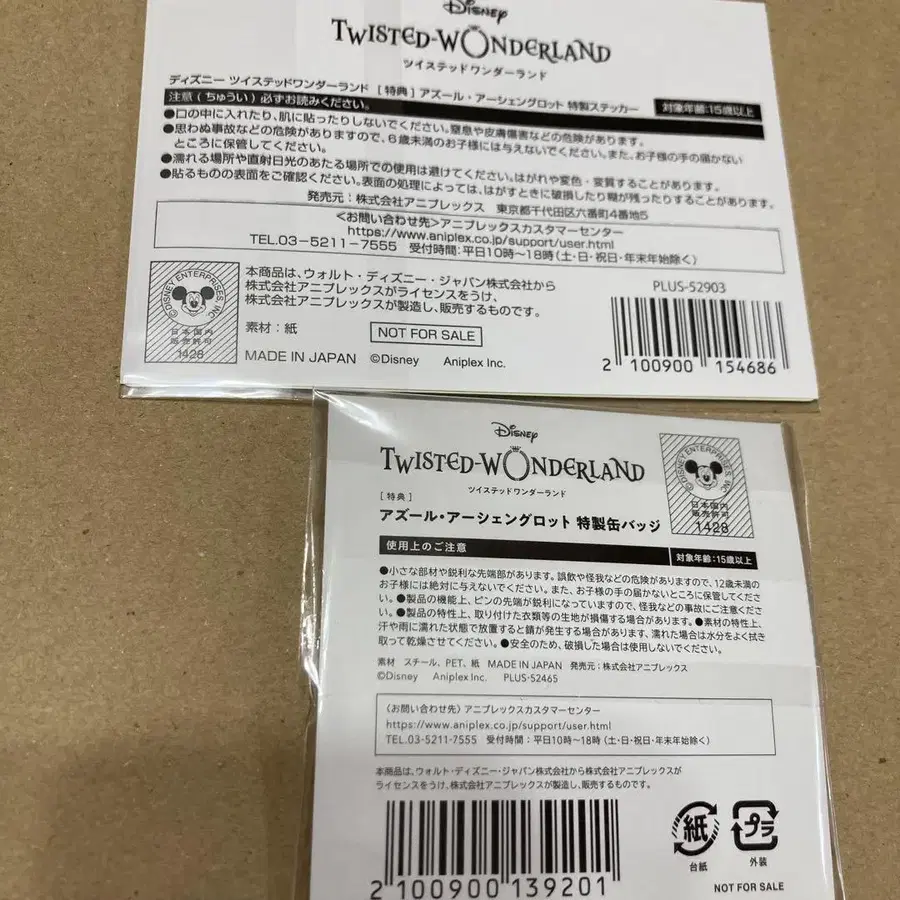 Disney
TWISTED-WONDERLAND
ツイステッドワンダーランド
ディズニー ツイステッドワンダーランド [特典] アズール・アーシェングロット 特製ステッカー
注意(ちゅうい)必ずお読みください。 対象年齢:15歳以上
●口の中に入れたり、肌に貼ったりしないでください。窒息や皮膚傷害などの危険があります。
●思わぬ事故などの危険がありますので、6歳未満のお子様には与えないでください。また、お子様の手の届かない
ところに保管してください。
●濡れる場所や直射日光のあたる場所での使用は避けてください。はがれや変色・変質することがあります。
●貼るものの表面をご確認ください。表面の処理によっては、はがすときに破損したり糊が残ったりすることがあります。
発売元:株式会社アニプレックス 東京都千代田区六番町4番地5
<お問い合わせ先>アニプレックスカスタマーセンター
https://www.aniplex.co.jp/support/user.html
TEL.03-5211-7555 受付時間:平日10時~18時(土・日・祝日・年末年始除く)
本商品は、ウォルト・ディズニー・ジャパン株式会社から
株式会社アニプレックスがライセンスをうけ、
株式会社アニプレックスが製造し、販売するものです。
PLUS-52903
©DISNEY ENTERPRISES, INC
日本国内
販売許可
1428
素材:紙
NOT FOR SALE
MADE IN JAPAN ©Disney Aniplex Inc.
2 100900 154686
Disney
TWISTED-WONDERLAND
ツイステッドワンダーランド
©DISNEY ENTERPRISES, INC
日本国内
販売許可
1428
[特典]
アズール・アーシェングロット 特製缶バッジ
使用上のご注意 対象年齢:15歳以上
●小さな部材や鋭利な先端部があります。誤飲や怪我などの危険がありますので、12歳未満の
お子様には絶対に与えないでください。また、お子様の手の届かないところに保管してくださ
い。●製品の機能上、ピンの先端が鋭利になっていますので、怪我などの事故にご注意くださ
い。●製品の特性上、取り付けた衣類等の生地が損傷する場合があります。●素材の特性上、
汗や雨に濡れた状態で放置すると錆が発生する場合があります、濡れた場合は水分をよく拭き
取って乾燥させてください。●安全のため、破損した場合は使用しないでください。
素材 スチール、PET、紙 MADE IN JAPAN 発売元:株式会社アニプレックス
©Disney Aniplex Inc. PLUS-52465
〈お問い合わせ先〉アニプレックスカスタマーセンター
https://www.aniplex.co.jp/support/user.html
TEL.03-5211-7555 受付時間:平日10時~18時(土・日・祝日・年末年始除く)
本商品は、ウォルト・ディズニー・ジャパン株式会社から株式会社アニプレックスが
ライセンスをうけ、株式会社アニプレックスが製造し、販売するものです。
2 100900 139201
紙
台紙
プラ
外装
NOT FOR SALE